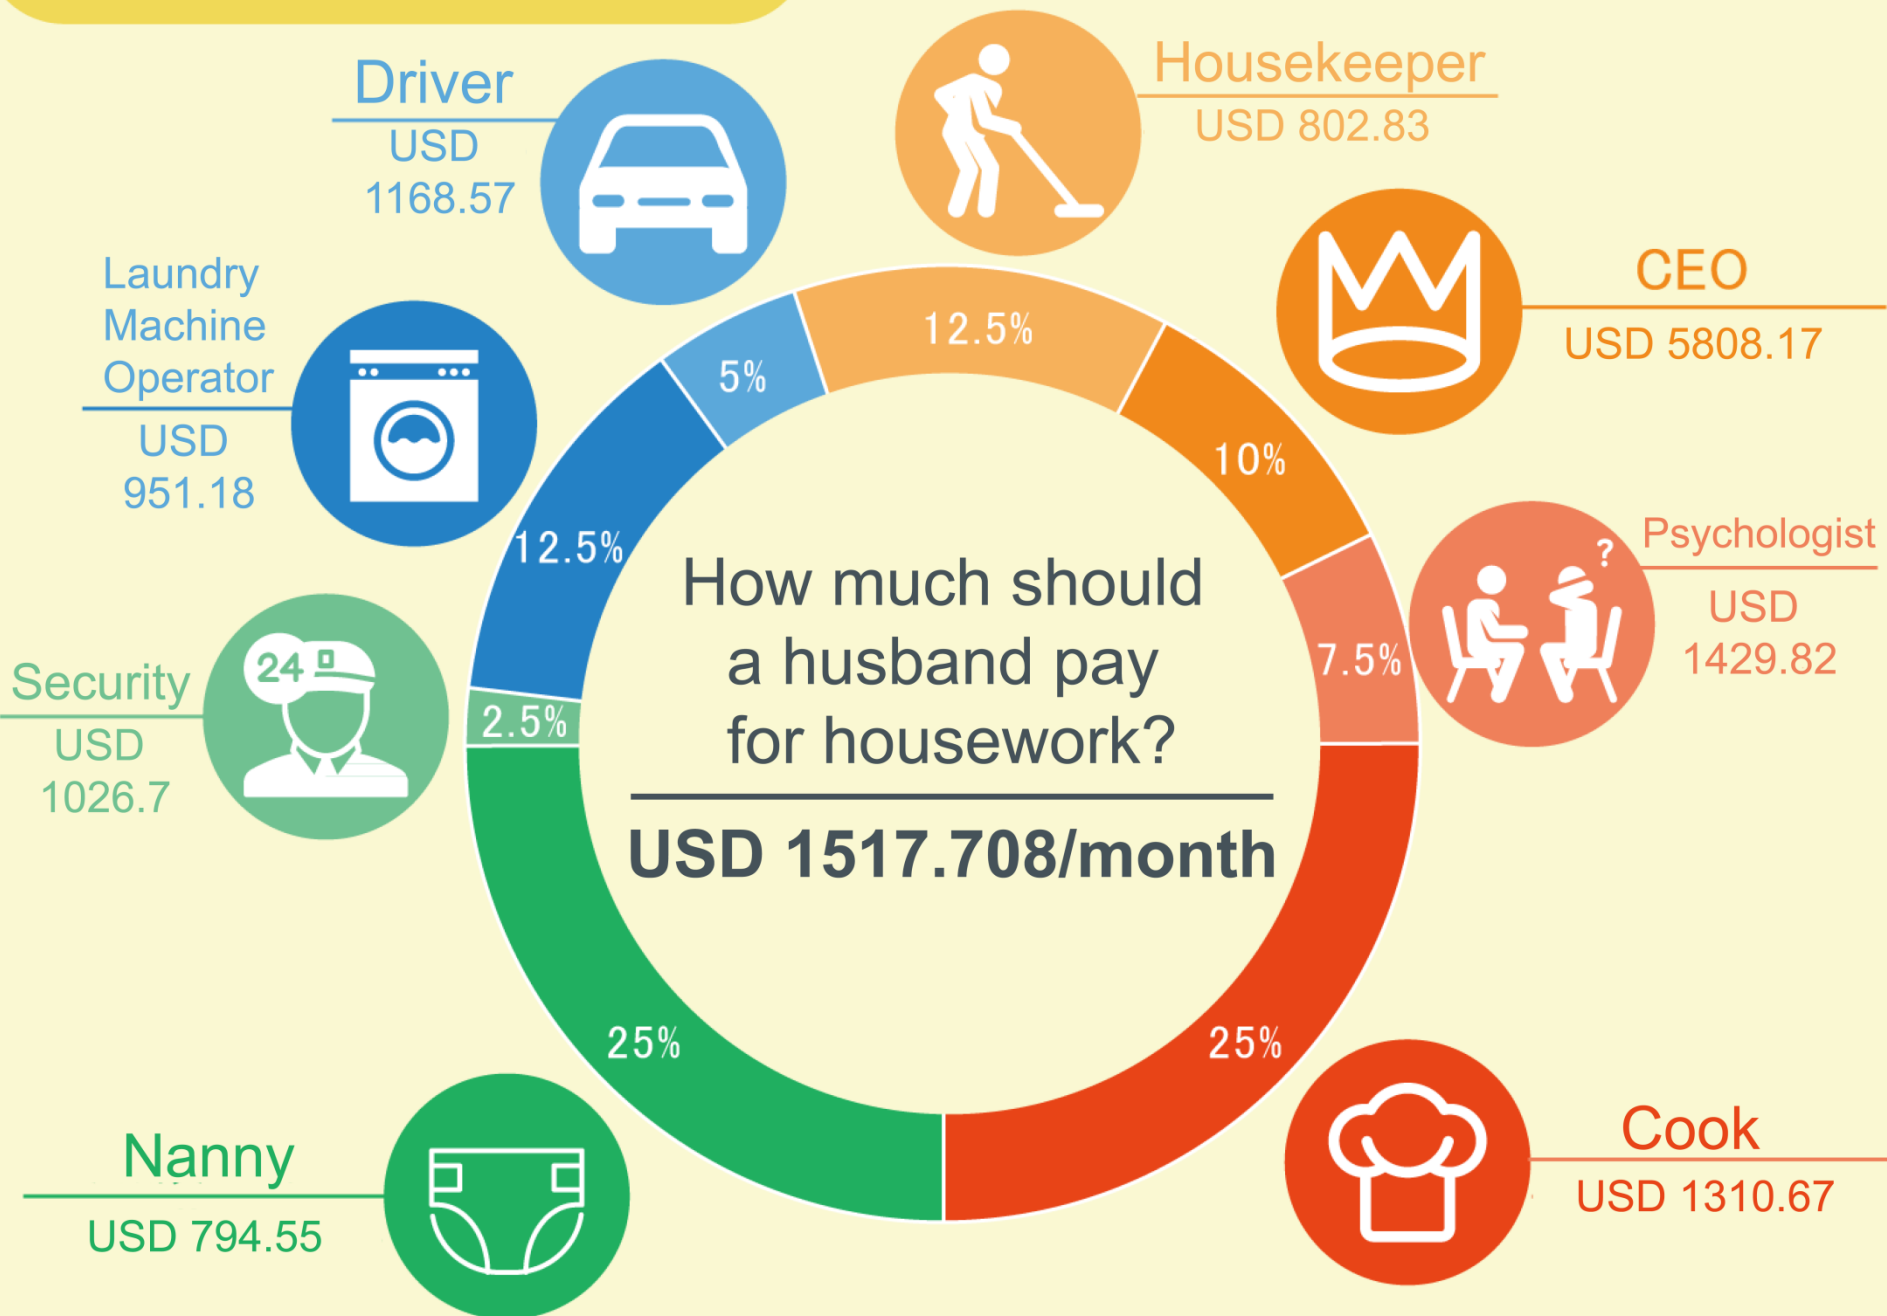 Driver
USD
1168.57
Housekeeper
USD 802.83
Laundry
Machine
Operator
USD
951.18
CEO
USD 5808.17
12.5%
5%
10%
12.5%
Psychologist
?
USD
1429.82
7.5%
Security
24
USD
1026.7
2.5%
How much should
a husband pay
for housework?
USD 1517.708/month
25%
25%
Nanny
USD 794.55
Cook
USD 1310.67